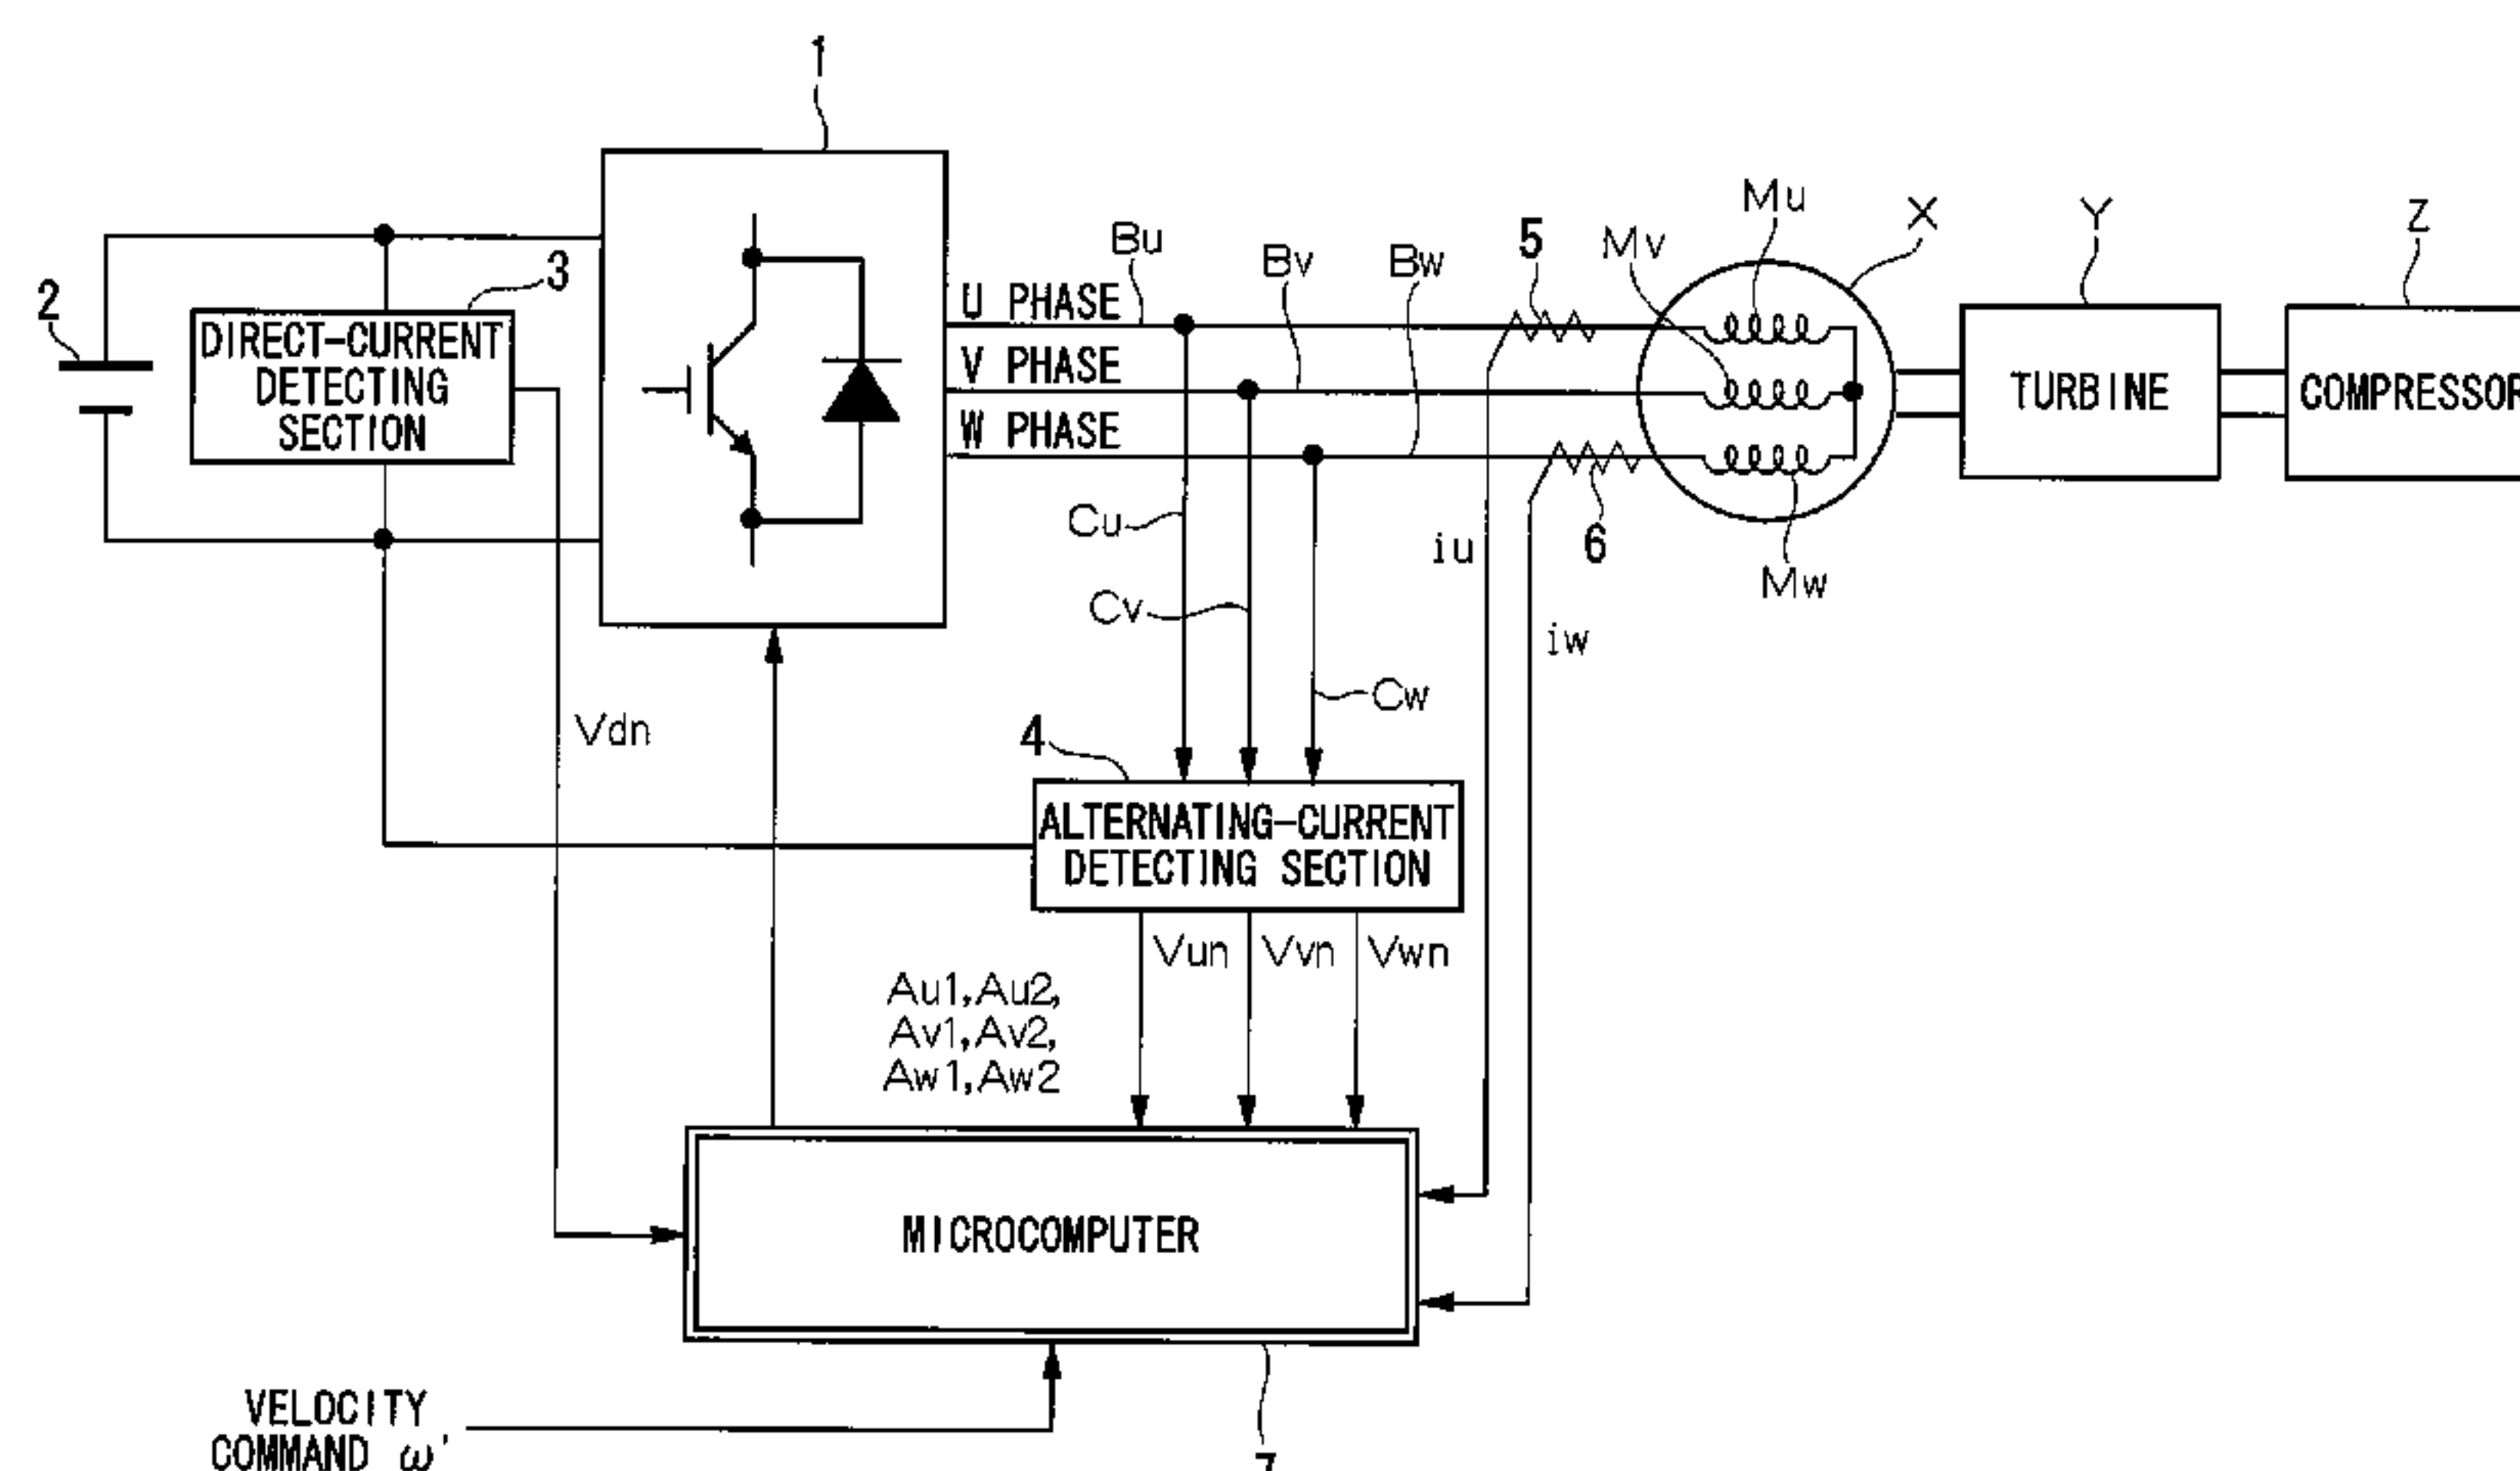 1
Mu
X
Y
Z
Bu
5
Mv
Bv
Bw
3
2
U PHASE
DIRECT-CURRENT
DETECTING
SECTION
V PHASE
W PHASE
TURBINE
COMPRESSOR
Cu
iu
6
Mw
Cv
iw
Cw
Vdn
4
ALTERNATING-CURRENT
DETECTING SECTION
Vun
Vvn
Vwn
Au1,Au2,
Av1,Av2,
Aw1,Aw2
MICROCOMPUTER
VELOCITY
COMMAND ω'
7